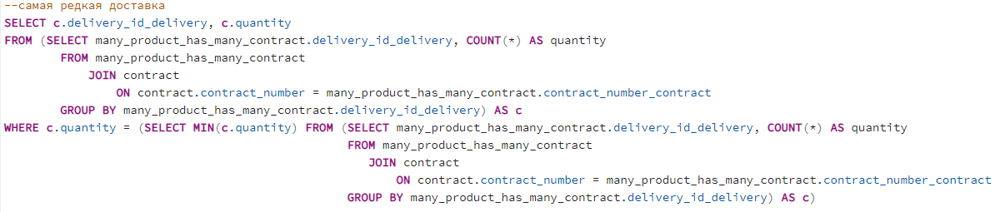 --самая редкая доставка
SELECT c.delivery_id_delivery, c.quantity
FROM (SELECT many_product_has_many_contract.delivery_id_delivery, COUNT(*) AS quantity
FROM many_product_has_many_contract
JOIN contract
ON contract.contract_number = many_product_has_many_contract.contract_number_contract
GROUP BY many_product_has_many_contract.delivery_id_delivery) AS c
WHERE c.quantity = (SELECT MIN(c.quantity) FROM (SELECT many_product_has_many_contract.delivery_id_delivery, COUNT(*) AS quantity
FROM many_product_has_many_contract
JOIN contract
ON contract.contract_number = many_product_has_many_contract.contract_number_contract
GROUP BY many_product_has_many_contract.delivery_id_delivery) AS c)